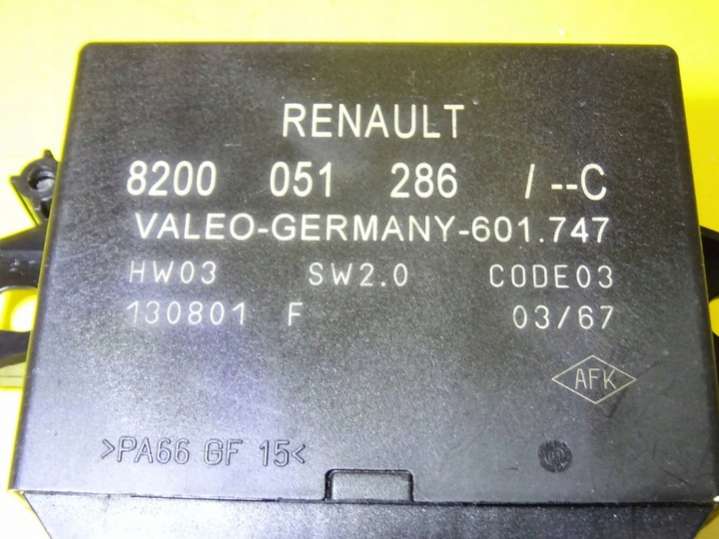 RENAULT
8200 051 286 /--C
VALEO-GERMANY-601.747
HW03 SW2.0 CODE03
130801 F 03/67
AFK
>PA66 GF 15<